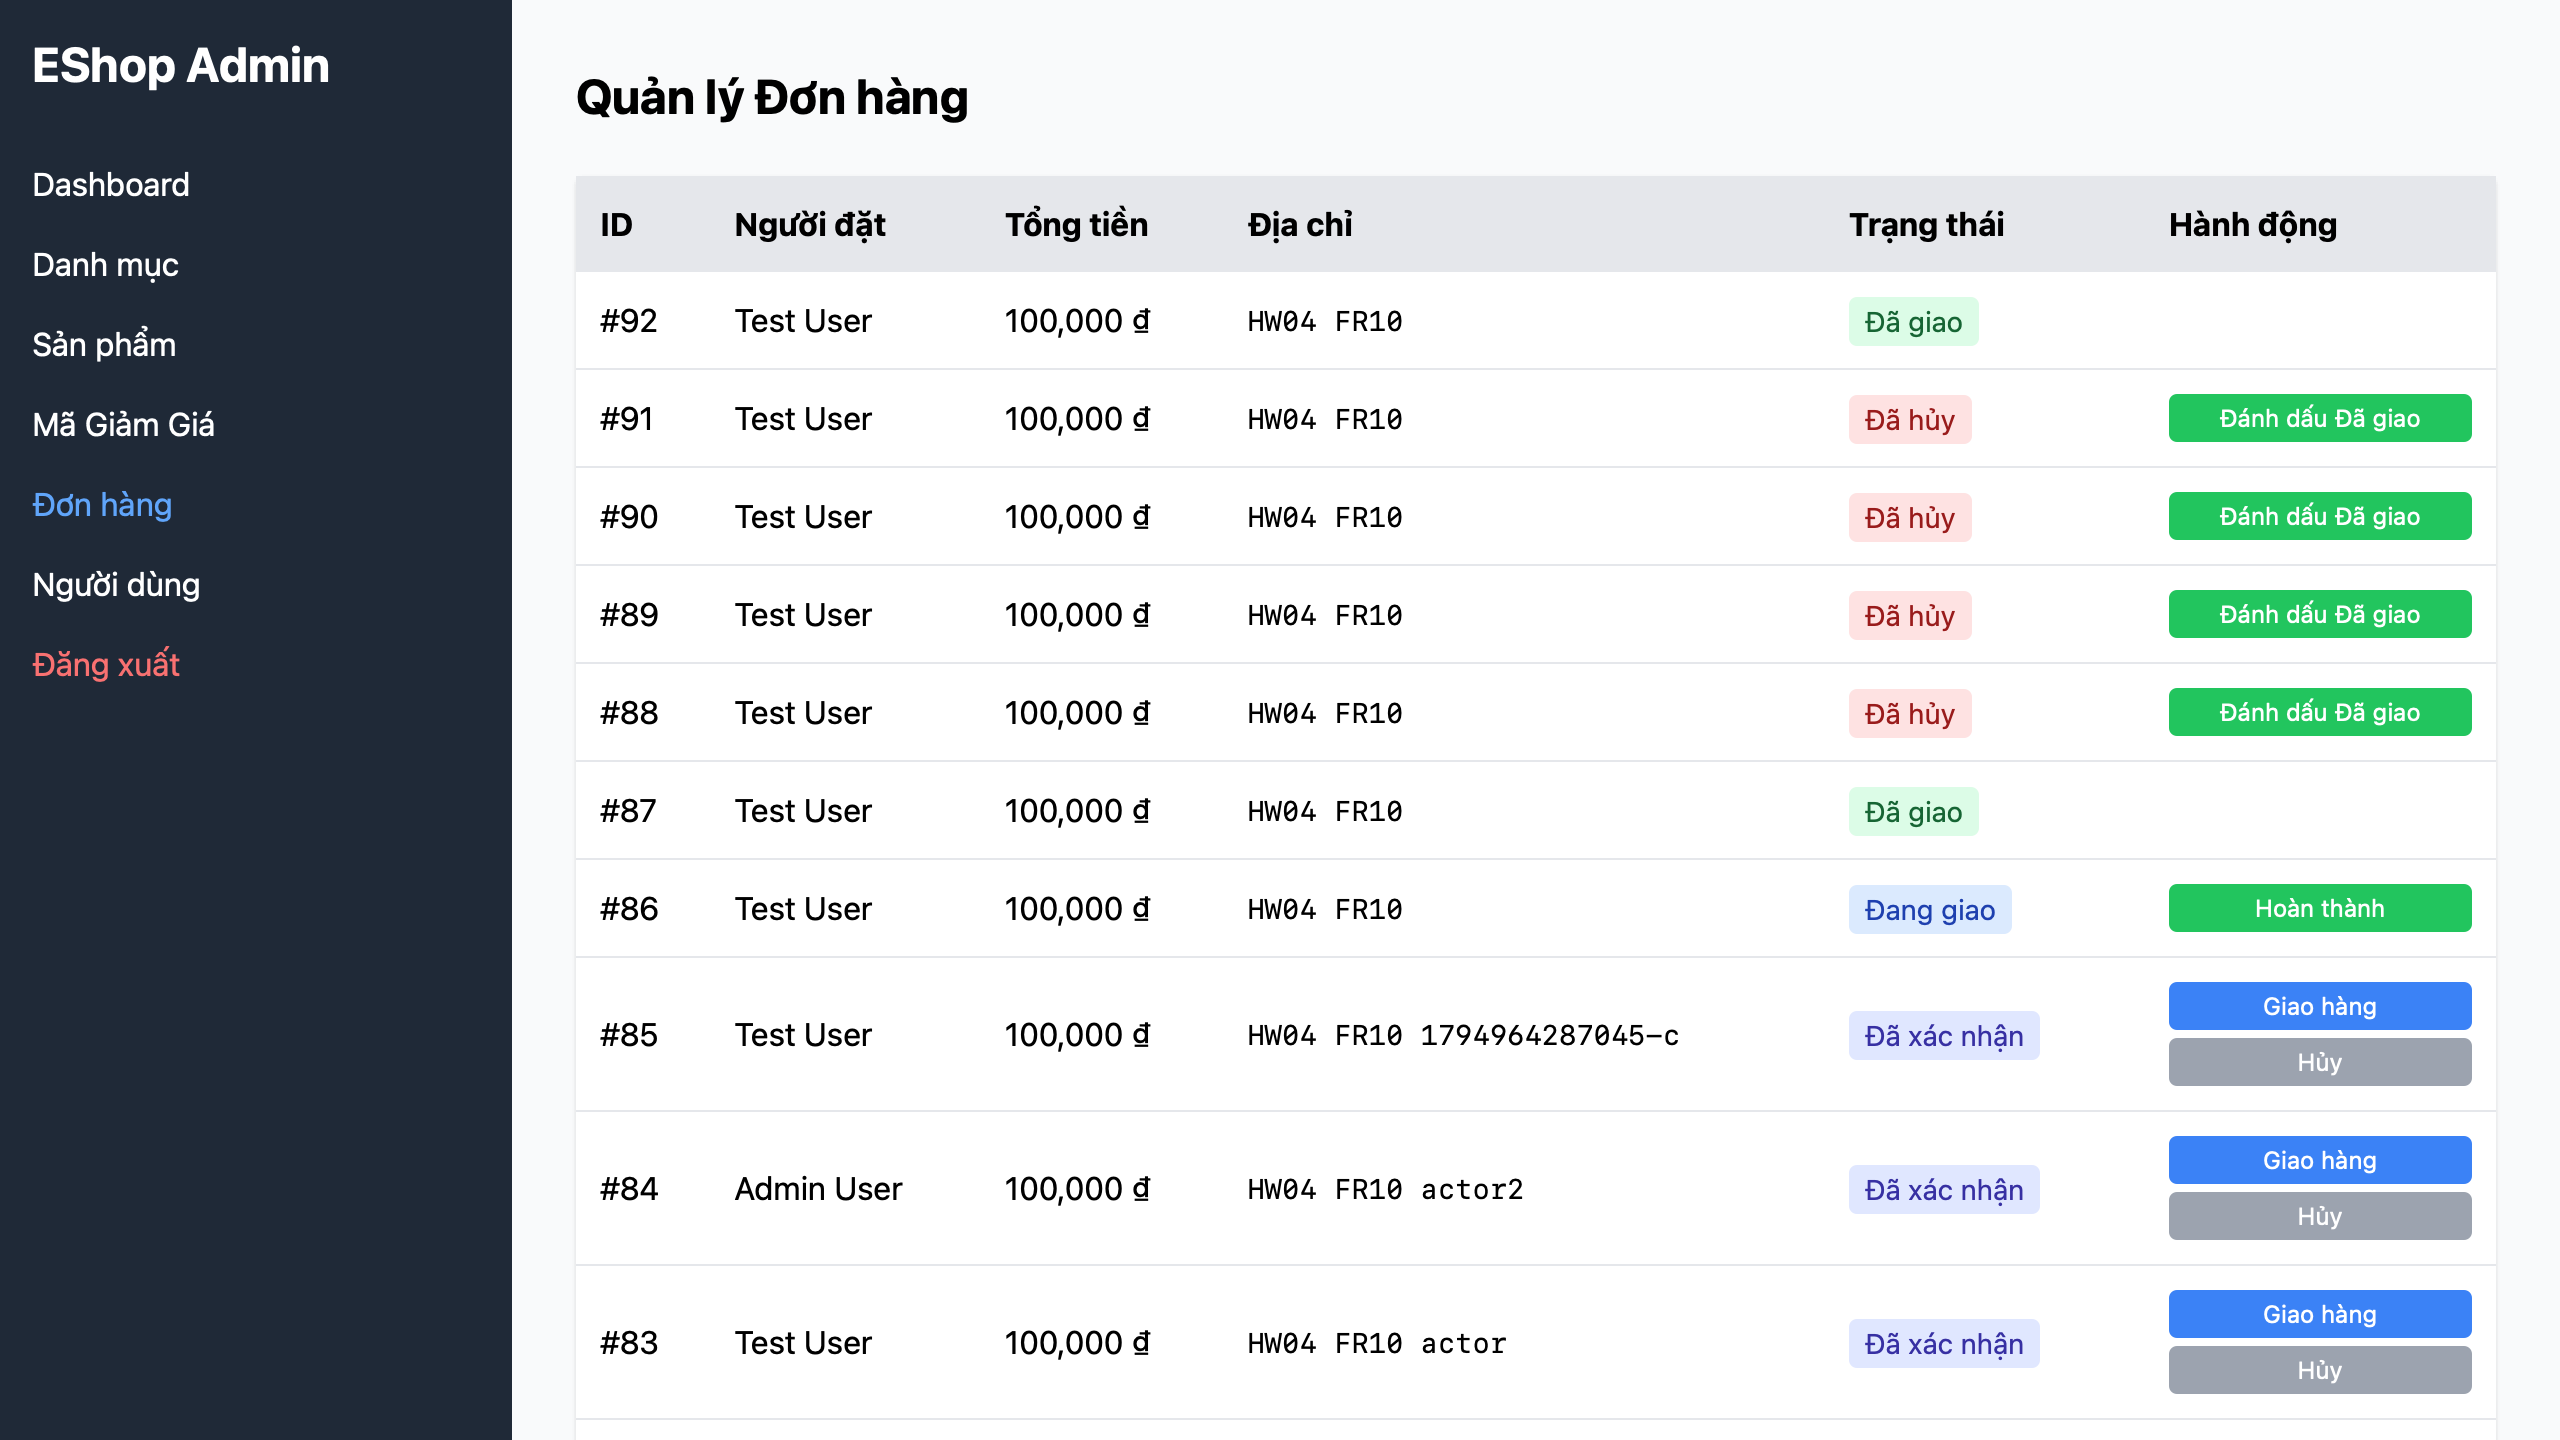 EShop Admin
Dashboard
Danh mục
Sản phẩm
Mã Giảm Giá
Đơn hàng
Người dùng
Đăng xuất
Quản lý Đơn hàng
ID Người đặt Tổng tiền Địa chỉ Trạng thái Hành động
#92 Test User 100,000 ₫ HW04 FR10 Đã giao
#91 Test User 100,000 ₫ HW04 FR10 Đã hủy Đánh dấu Đã giao
#90 Test User 100,000 ₫ HW04 FR10 Đã hủy Đánh dấu Đã giao
#89 Test User 100,000 ₫ HW04 FR10 Đã hủy Đánh dấu Đã giao
#88 Test User 100,000 ₫ HW04 FR10 Đã hủy Đánh dấu Đã giao
#87 Test User 100,000 ₫ HW04 FR10 Đã giao
#86 Test User 100,000 ₫ HW04 FR10 Đang giao Hoàn thành
#85 Test User 100,000 ₫ HW04 FR10 1794964287045-c Đã xác nhận Giao hàng
Hủy
#84 Admin User 100,000 ₫ HW04 FR10 actor2 Đã xác nhận Giao hàng
Hủy
#83 Test User 100,000 ₫ HW04 FR10 actor Đã xác nhận Giao hàng
Hủy